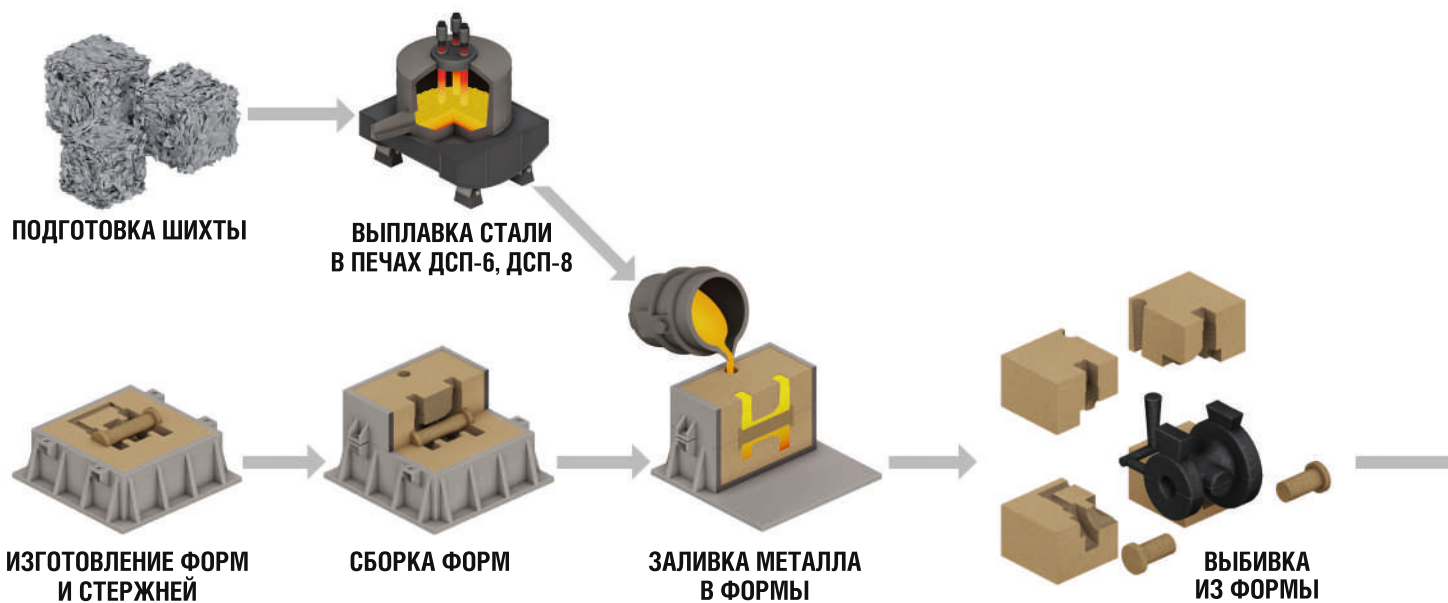 ПОДГОТОВКА ШИХТЫ
ВЫПЛАВКА СТАЛИ
В ПЕЧАХ ДСП-6, ДСП-8
ИЗГОТОВЛЕНИЕ ФОРМ
И СТЕРЖНЕЙ
СБОРКА ФОРМ
ЗАЛИВКА МЕТАЛЛА
В ФОРМЫ
ВЫБИВКА
ИЗ ФОРМЫ